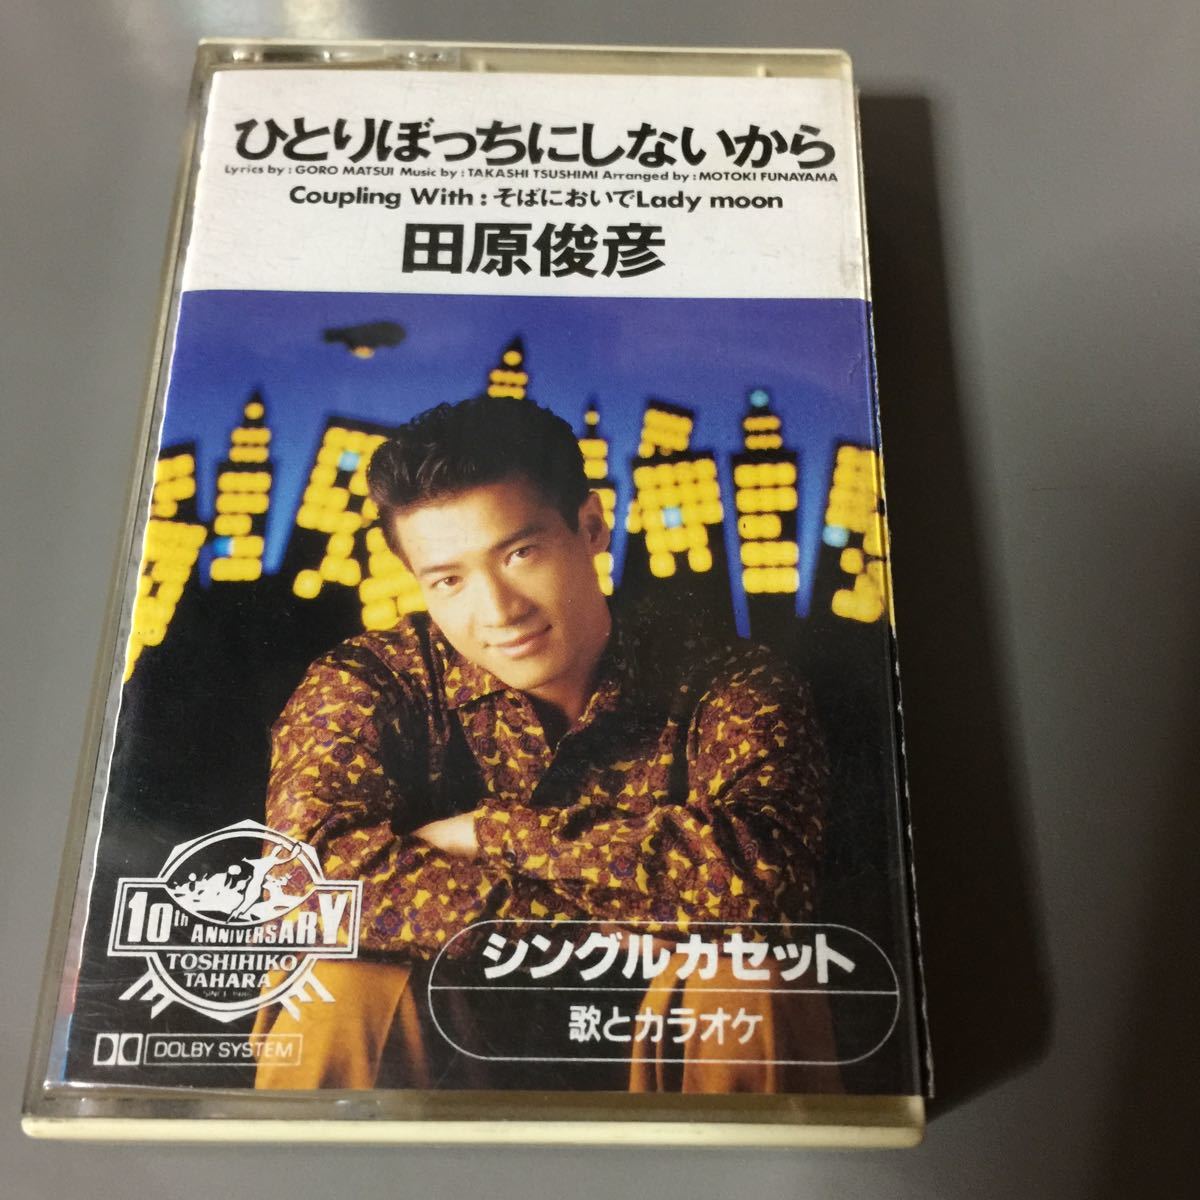 ひとりぼっちにしないから
Lyrics by : GORO MATSUI Music by : TAKASHI TSUSHIMI Arranged by : MOTOKI FUNAYAMA
Coupling With : そばにおいでLady moon
田原俊彦
10th
ANNIVERSARY
TOSHIHIKO
TAHARA
DOLBY SYSTEM
シングルカセット
歌とカラオケ